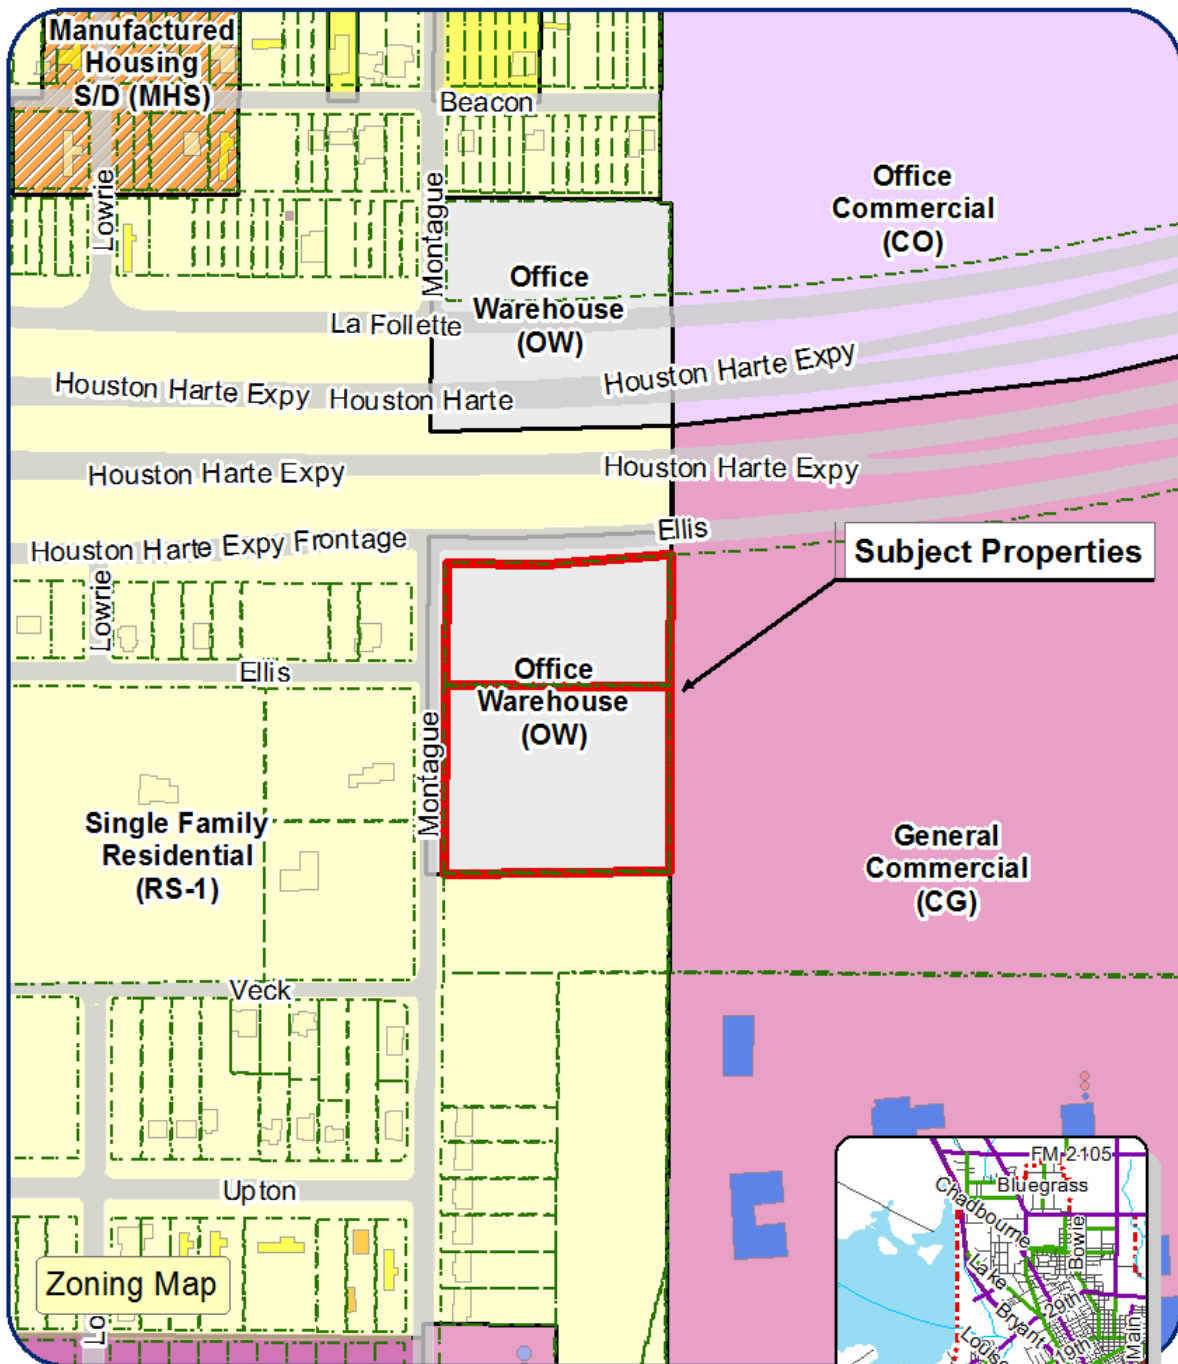 Manufactured
Housing
S/D (MHS)
Beacon
Lowrie
Montague
Office
Commercial
(CO)
Office
Warehouse
(OW)
La Follette
Houston Harte Expy
Houston Harte Expy
Houston Harte
Houston Harte Expy
Houston Harte Expy
Ellis
Houston Harte Expy Frontage
Subject Properties
Lowrie
Ellis
Office
Warehouse
(OW)
Montague
Single Family
Residential
(RS-1)
General
Commercial
(CG)
Veck
Upton
Zoning Map
Lo
FM 2105
Bluegrass
Chadbourne
Bowie
Lake
29th
Bryant
Main
Louise
19th